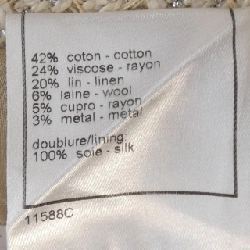 42% coton - cotton
24% viscose - rayon
20% lin - linen
6% laine - wool
5% cupro - rayon
3% metal - metal
doublure/lining:
100% soie - silk
11588C